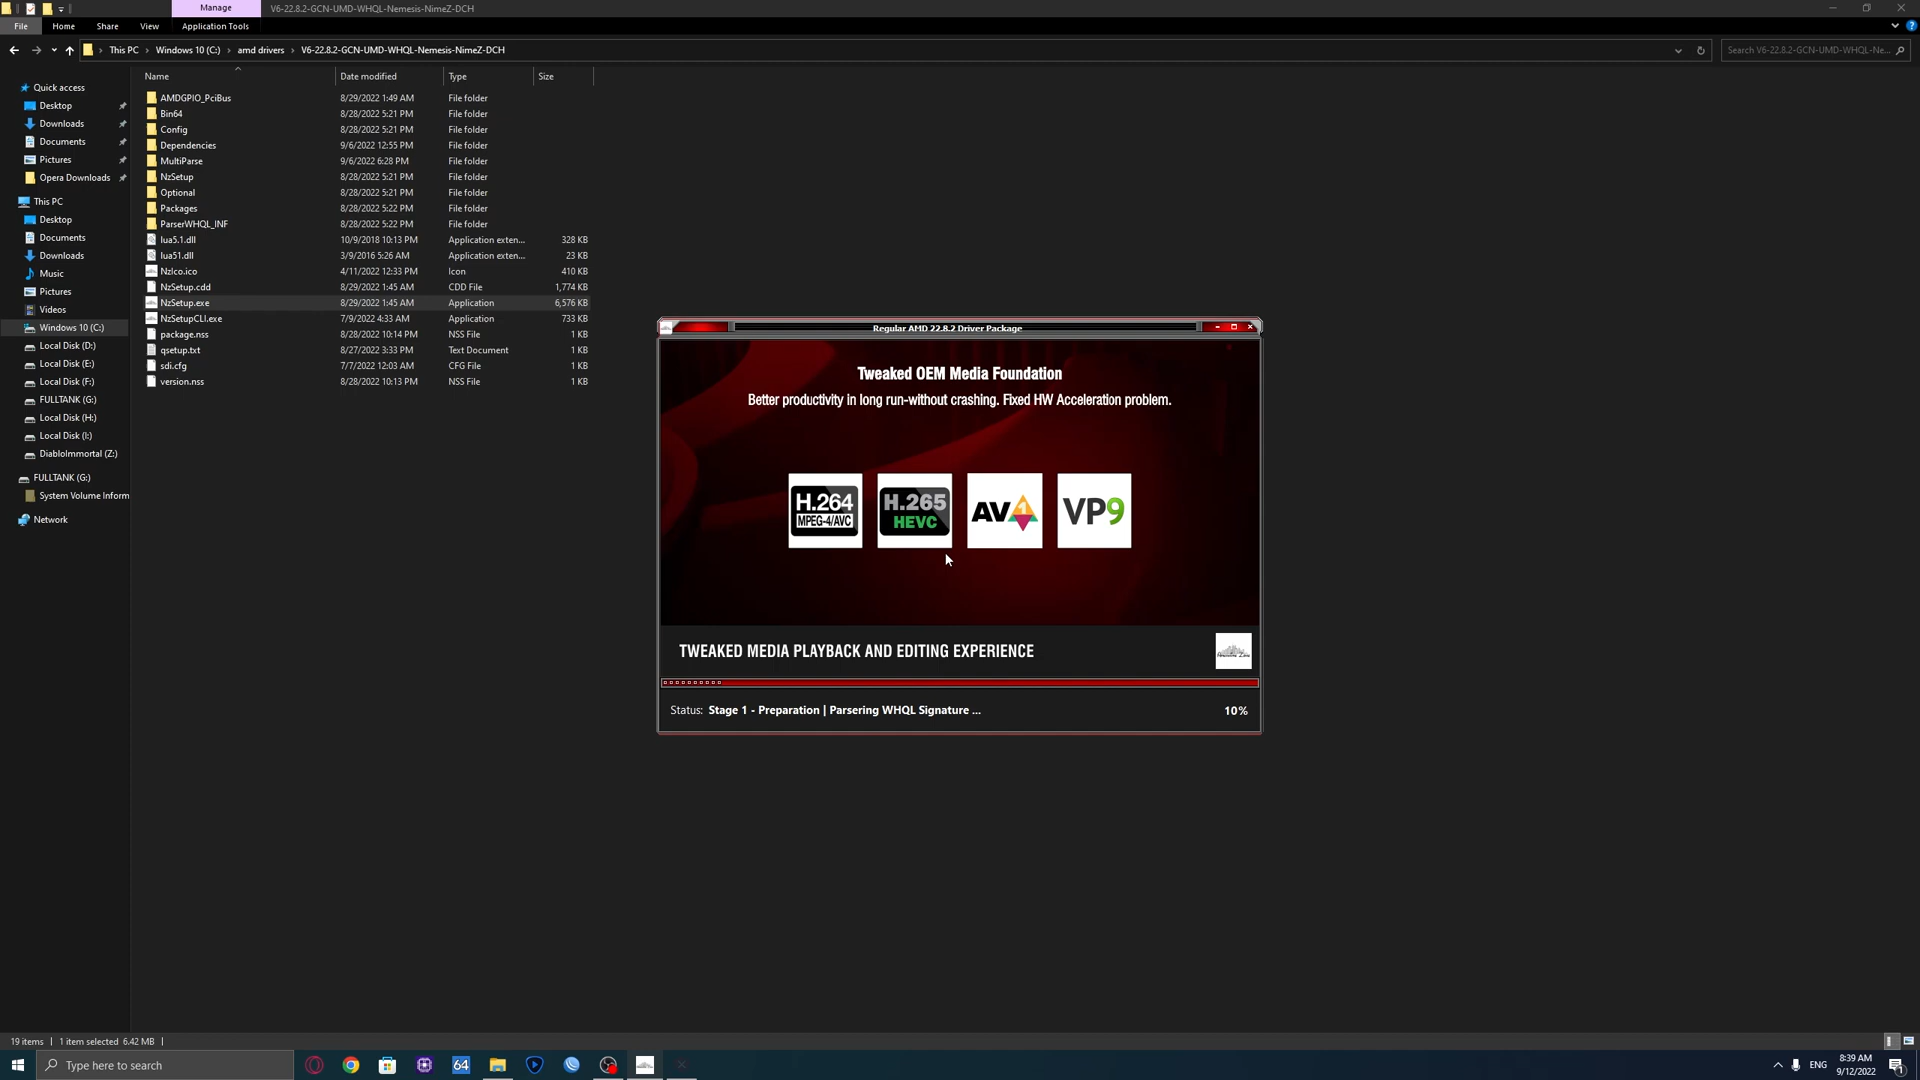 Manage
V6-22.8.2-GCN-UMD-WHQL-Nemesis-NimeZ-DCH
File Home Share View Application Tools
This PC Windows 10 (C:) amd drivers V6-22.8.2-GCN-UMD-WHQL-Nemesis-NimeZ-DCH
Search V6-22.8.2-GCN-UMD-WHQL-Ne...
Quick access
Desktop
Downloads
Documents
Pictures
Opera Downloads
This PC
Desktop
Documents
Downloads
Music
Pictures
Videos
Windows 10 (C:)
Local Disk (D:)
Local Disk (E:)
Local Disk (F:)
FULLTANK (G:)
Local Disk (H:)
Local Disk (I:)
DiabloImmortal (Z:)
FULLTANK (G:)
System Volume Inform
Network
Name Date modified Type Size
AMDGPIO_PciBus 8/29/2022 1:49 AM File folder
Bin64 8/28/2022 5:21 PM File folder
Config 8/28/2022 5:21 PM File folder
Dependencies 9/6/2022 12:55 PM File folder
MultiParse 9/6/2022 6:28 PM File folder
NzSetup 8/28/2022 5:21 PM File folder
Optional 8/28/2022 5:21 PM File folder
Packages 8/28/2022 5:22 PM File folder
ParserWHQL_INF 8/28/2022 5:22 PM File folder
lua5.1.dll 10/9/2018 10:13 PM Application exten... 328 KB
lua51.dll 3/9/2016 5:26 AM Application exten... 23 KB
NzIco.ico 4/11/2022 12:33 PM Icon 410 KB
NzSetup.cdd 8/29/2022 1:45 AM CDD File 1,774 KB
NzSetup.exe 8/29/2022 1:45 AM Application 6,576 KB
NzSetupCLI.exe 7/9/2022 4:33 AM Application 733 KB
package.nss 8/28/2022 10:14 PM NSS File 1 KB
qsetup.txt 8/27/2022 3:33 PM Text Document 1 KB
sdi.cfg 7/7/2022 12:03 AM CFG File 1 KB
version.nss 8/28/2022 10:13 PM NSS File 1 KB
Regular AMD 22.8.2 Driver Package
Tweaked OEM Media Foundation
Better productivity in long run-without crashing. Fixed HW Acceleration problem.
H.264
MPEG-4/AVC
H.265
HEVC
AV1
VP9
TWEAKED MEDIA PLAYBACK AND EDITING EXPERIENCE
Status: Stage 1 - Preparation | Parsering WHQL Signature ... 10%
19 items 1 item selected 6.42 MB
Type here to search
64
ENG
8:39 AM
9/12/2022
1